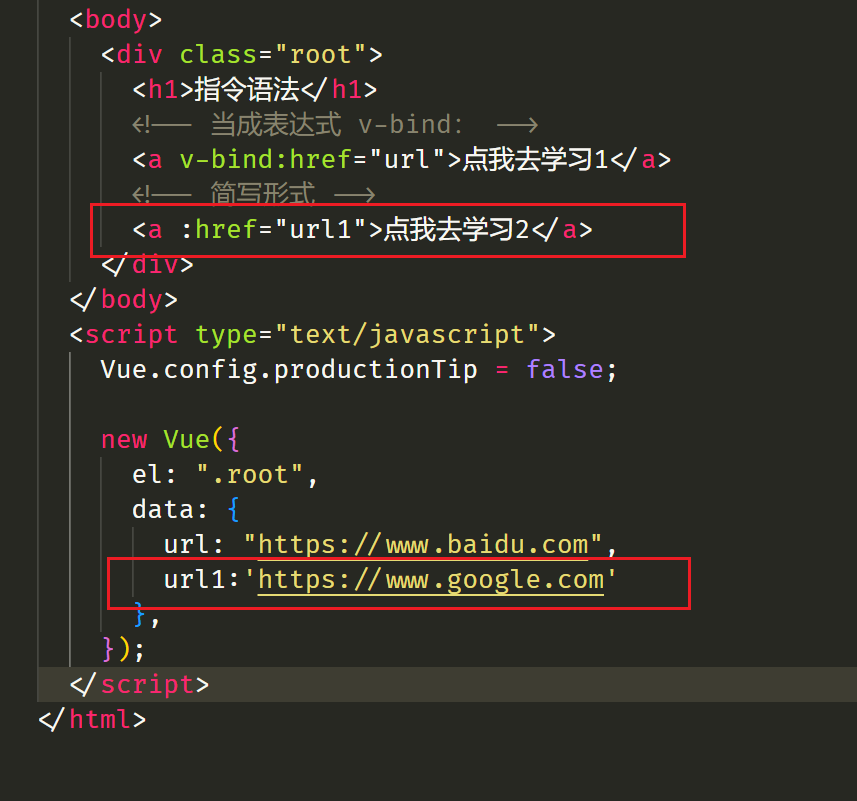 <body>
<div class="root">
<h1>指令语法</h1>
<!-- 当成表达式 v-bind: -->
<a v-bind:href="url">点我去学习1</a>
<!-- 简写形式 -->
<a :href="url1">点我去学习2</a>
</div>
</body>
<script type="text/javascript">
Vue.config.productionTip = false;
new Vue({
el: ".root",
data: {
url: "https://www.baidu.com",
url1:'https://www.google.com'
},
});
</script>
</html>